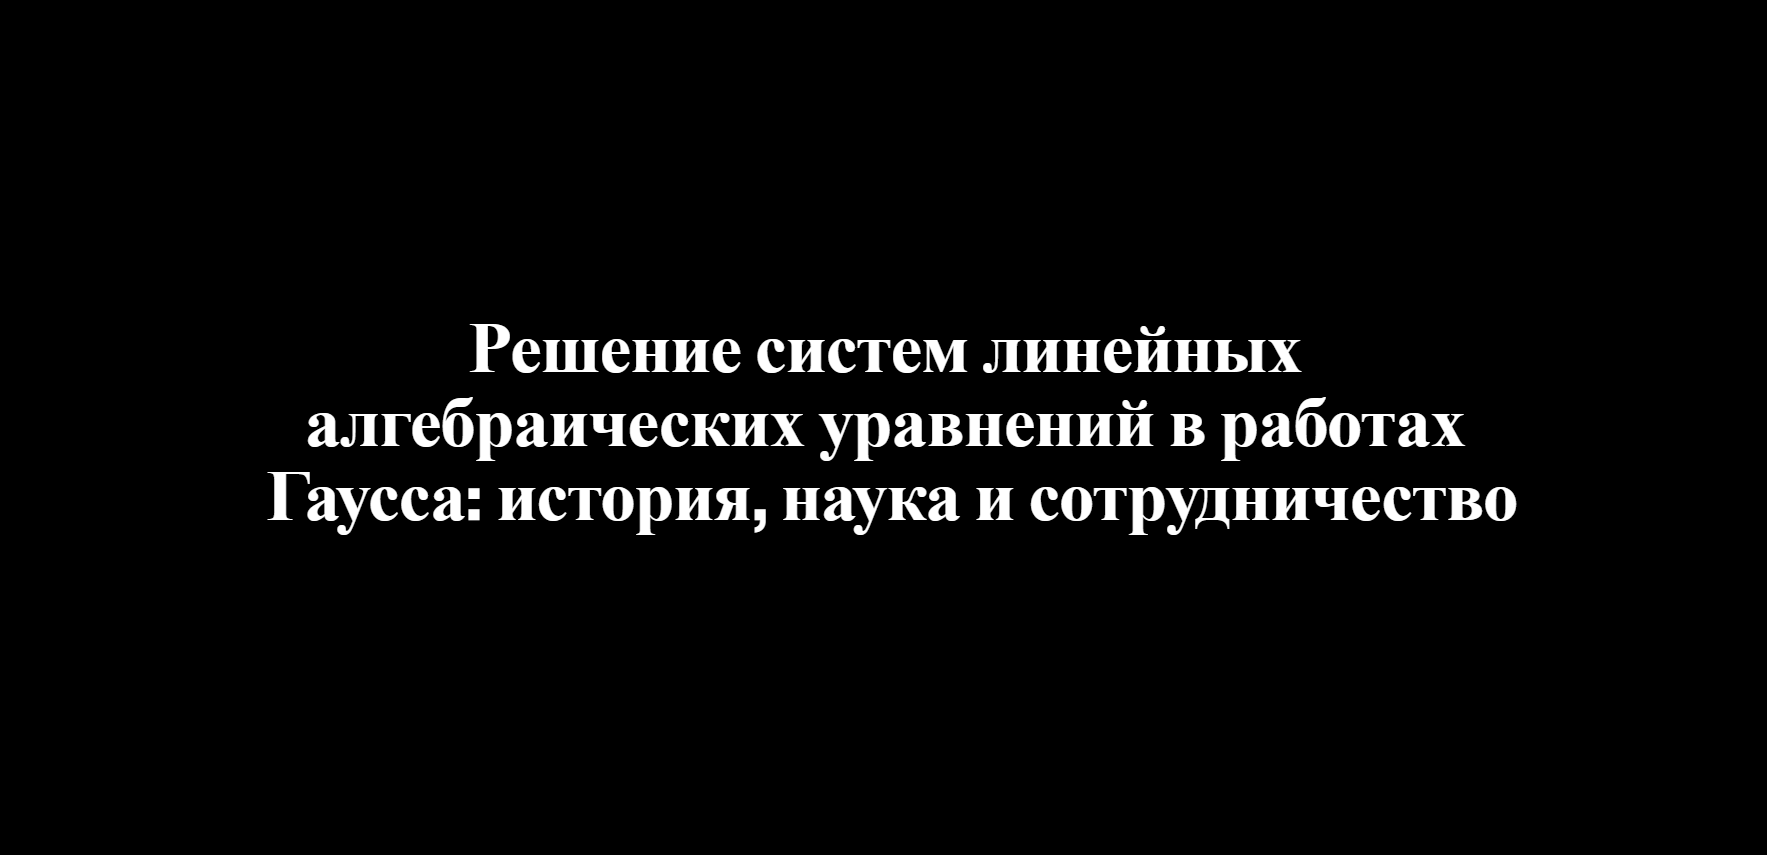 Решение систем линейных
алгебраических уравнений в работах
Гаусса: история, наука и сотрудничество